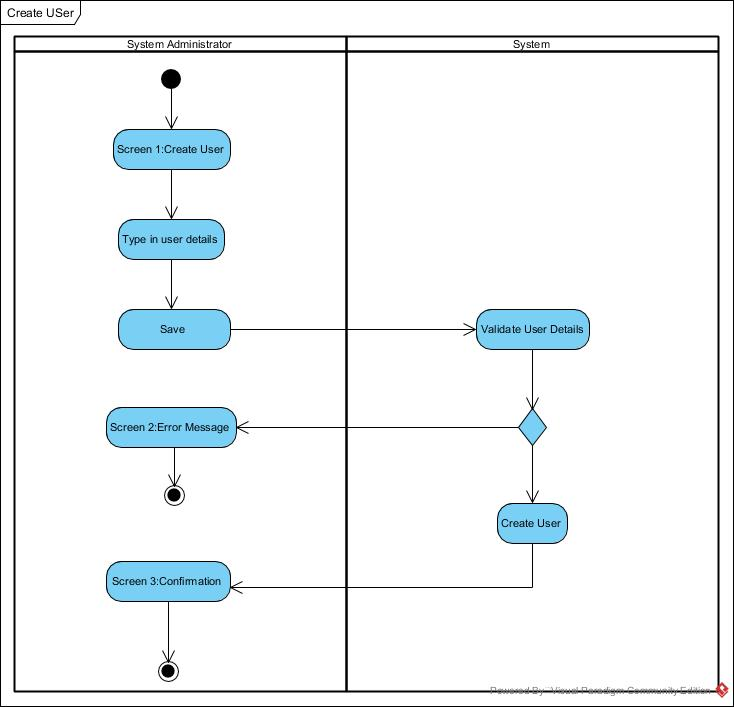 Create USer
System Administrator
System
Screen 1:Create User
Type in user details
Save
Validate User Details
Screen 2:Error Message
Create User
Screen 3:Confirmation
Powered By Visual Paradigm Community Edition